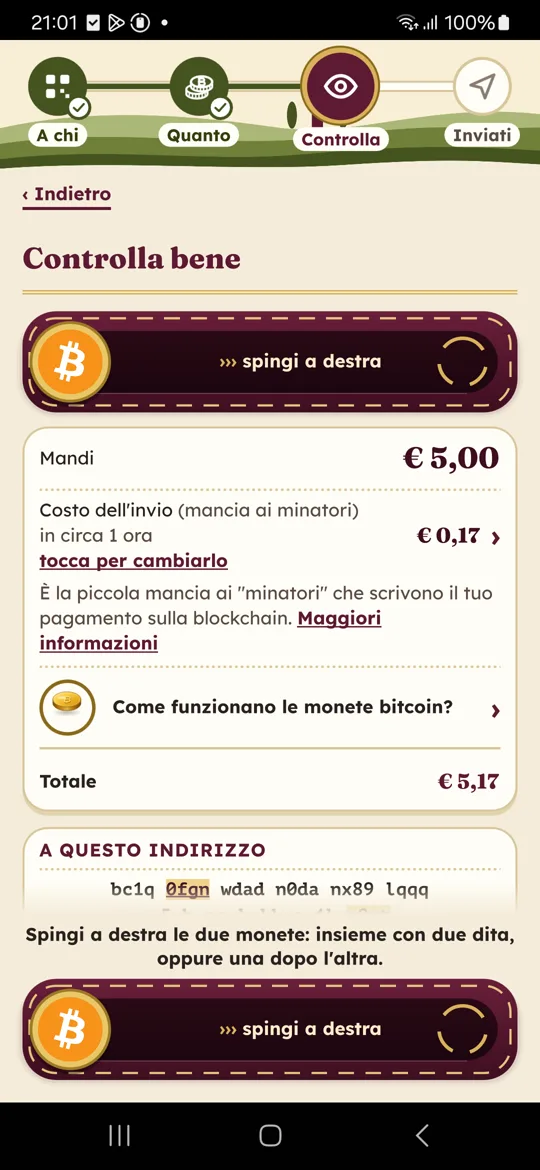 21:01
100%
A chi
Quanto
Controlla
Inviati
‹ Indietro
Controlla bene
››› spingi a destra
Mandi
€ 5,00
Costo dell'invio (mancia ai minatori)
in circa 1 ora
€ 0,17 ›
tocca per cambiarlo
È la piccola mancia ai "minatori" che scrivono il tuo
pagamento sulla blockchain. Maggiori
informazioni
Come funzionano le monete bitcoin? ›
Totale
€ 5,17
A QUESTO INDIRIZZO
bc1q 0fgn wdad n0da nx89 lqqq
Spingi a destra le due monete: insieme con due dita,
oppure una dopo l'altra.
››› spingi a destra